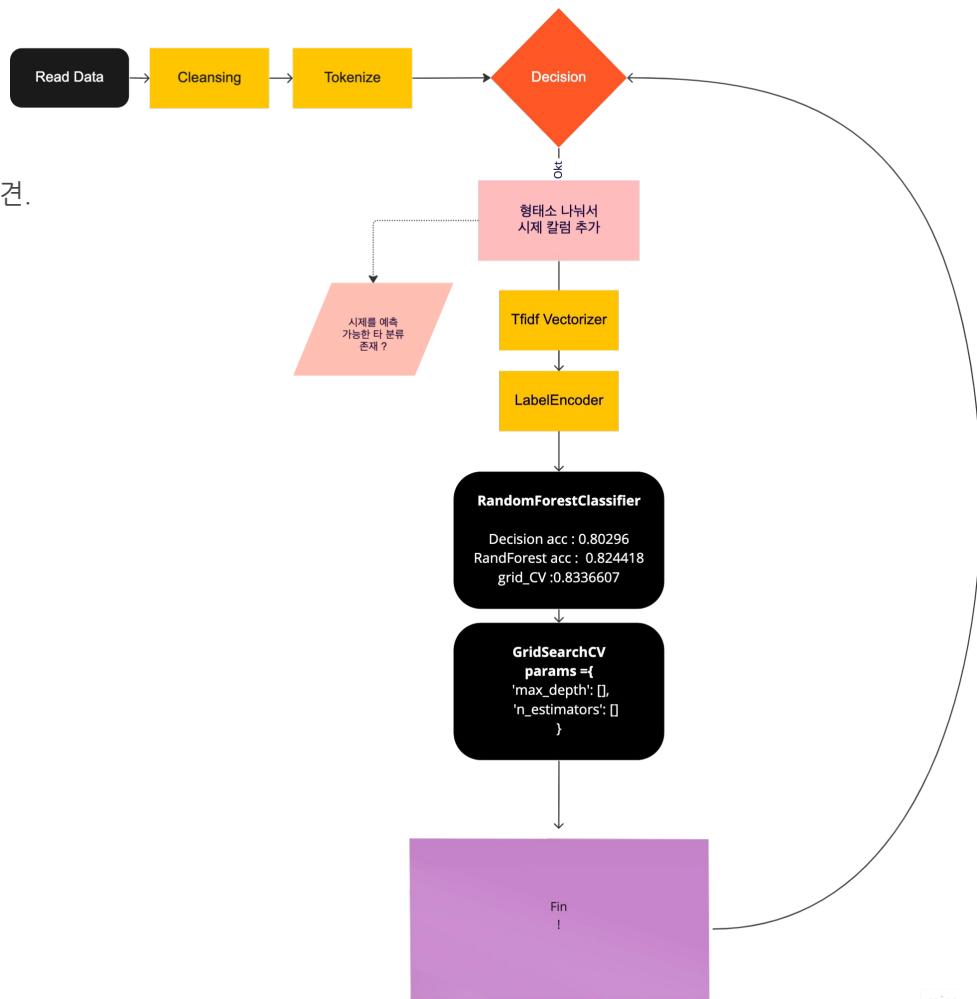 Read Data
Cleansing
Tokenize
Decision
견.
Okt
형태소 나눠서
시제 칼럼 추가
시제를 예측
가능한 타 분류
존재 ?
Tfidf Vectorizer
LabelEncoder
RandomForestClassifier
Decision acc : 0.80296
RandForest acc : 0.824418
grid_CV :0.8336607
GridSearchCV
params ={
'max_depth': [],
'n_estimators': []
}
Fin
!